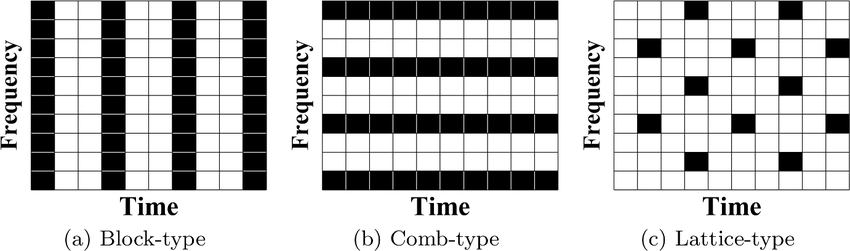 Frequency
Time
(a) Block-type
Frequency
Time
(b) Comb-type
Frequency
Time
(c) Lattice-type